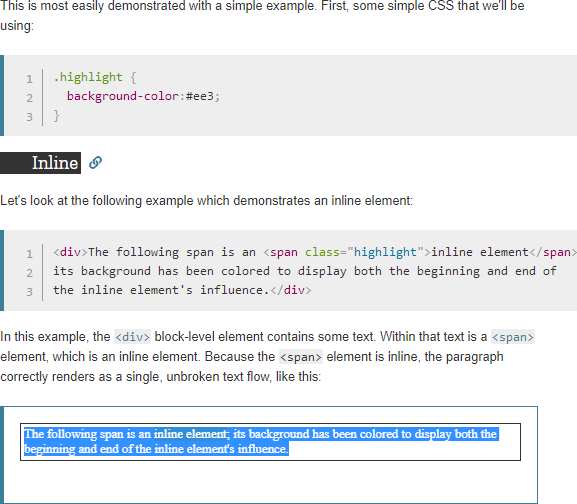 This is most easily demonstrated with a simple example. First, some simple CSS that we'll be
using:
1 .highlight {
2 background-color:#ee3;
3 }
Inline
Let's look at the following example which demonstrates an inline element:
1 <div>The following span is an <span class="highlight">inline element</span>
2 its background has been colored to display both the beginning and end of
3 the inline element's influence.</div>
In this example, the <div> block-level element contains some text. Within that text is a <span>
element, which is an inline element. Because the <span> element is inline, the paragraph
correctly renders as a single, unbroken text flow, like this:
The following span is an inline element; its background has been colored to display both the
beginning and end of the inline element's influence.